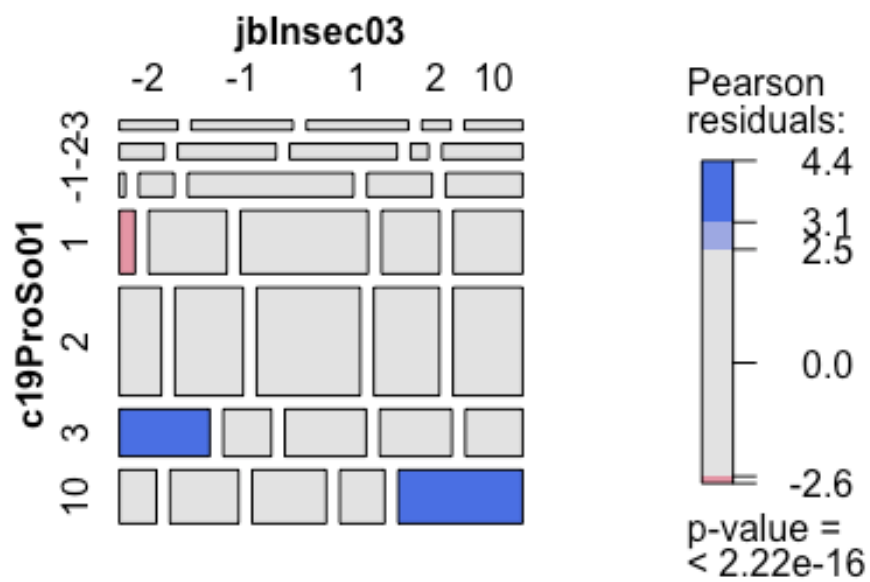 jbInsec03
-2 -1 1 2 10
c19ProSo01
-3
-2
-1
1
2
3
10
Pearson
residuals:
4.4
3.1
2.5
0.0
-2.6
p-value =
< 2.22e-16